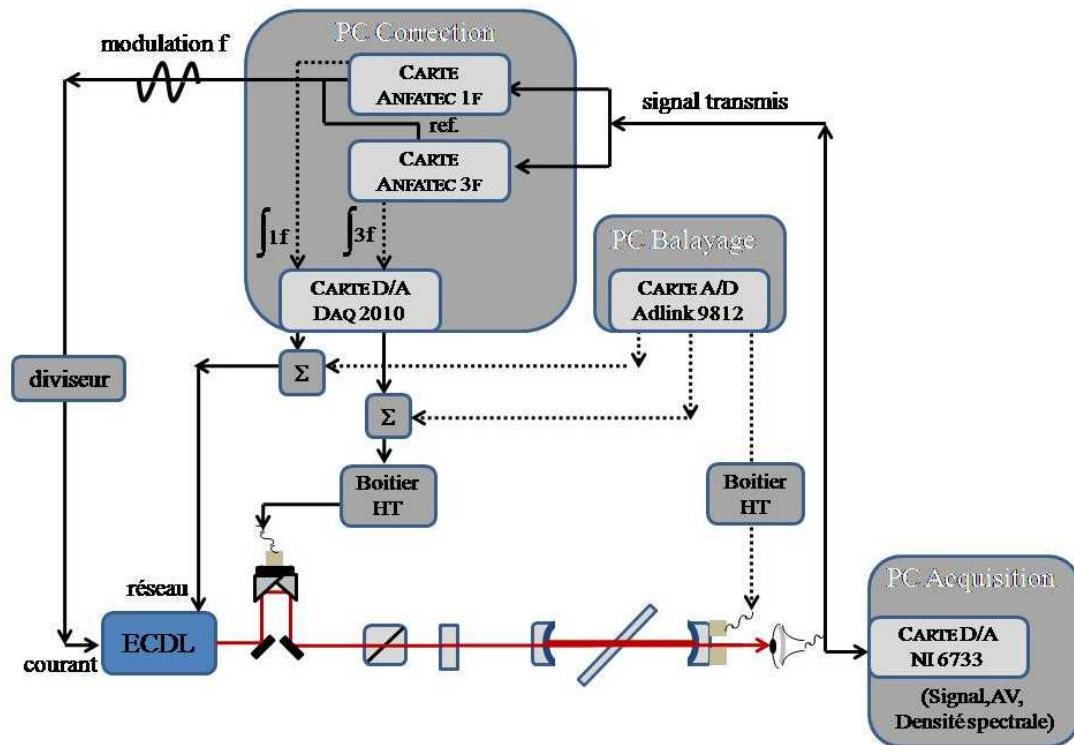 PC Correction
modulation f
CARTE
ANFATEC 1F
signal transmis
ref.
CARTE
ANFATEC 3F
∫1f
∫3f
PC Balayage
CARTE D/A
DAQ 2010
CARTE A/D
Adlink 9812
Σ
diviseur
Σ
Boitier
HT
Boitier
HT
réseau
PC Acquisition
ECDL
CARTE D/A
NI 6733
courant
(Signal,AV,
Densité spectrale)